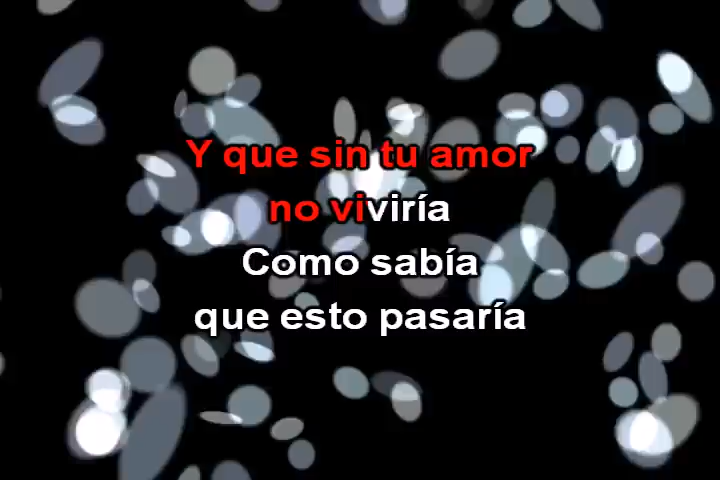 Y que sin tu amor
no viviría
Como sabía
que esto pasaría